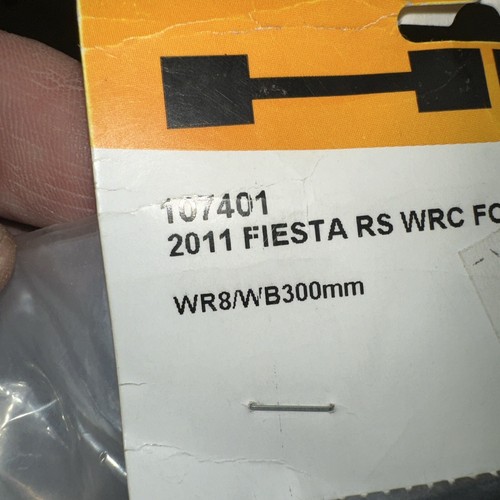 107401
2011 FIESTA RS WRC FO
WR8/WB300mm